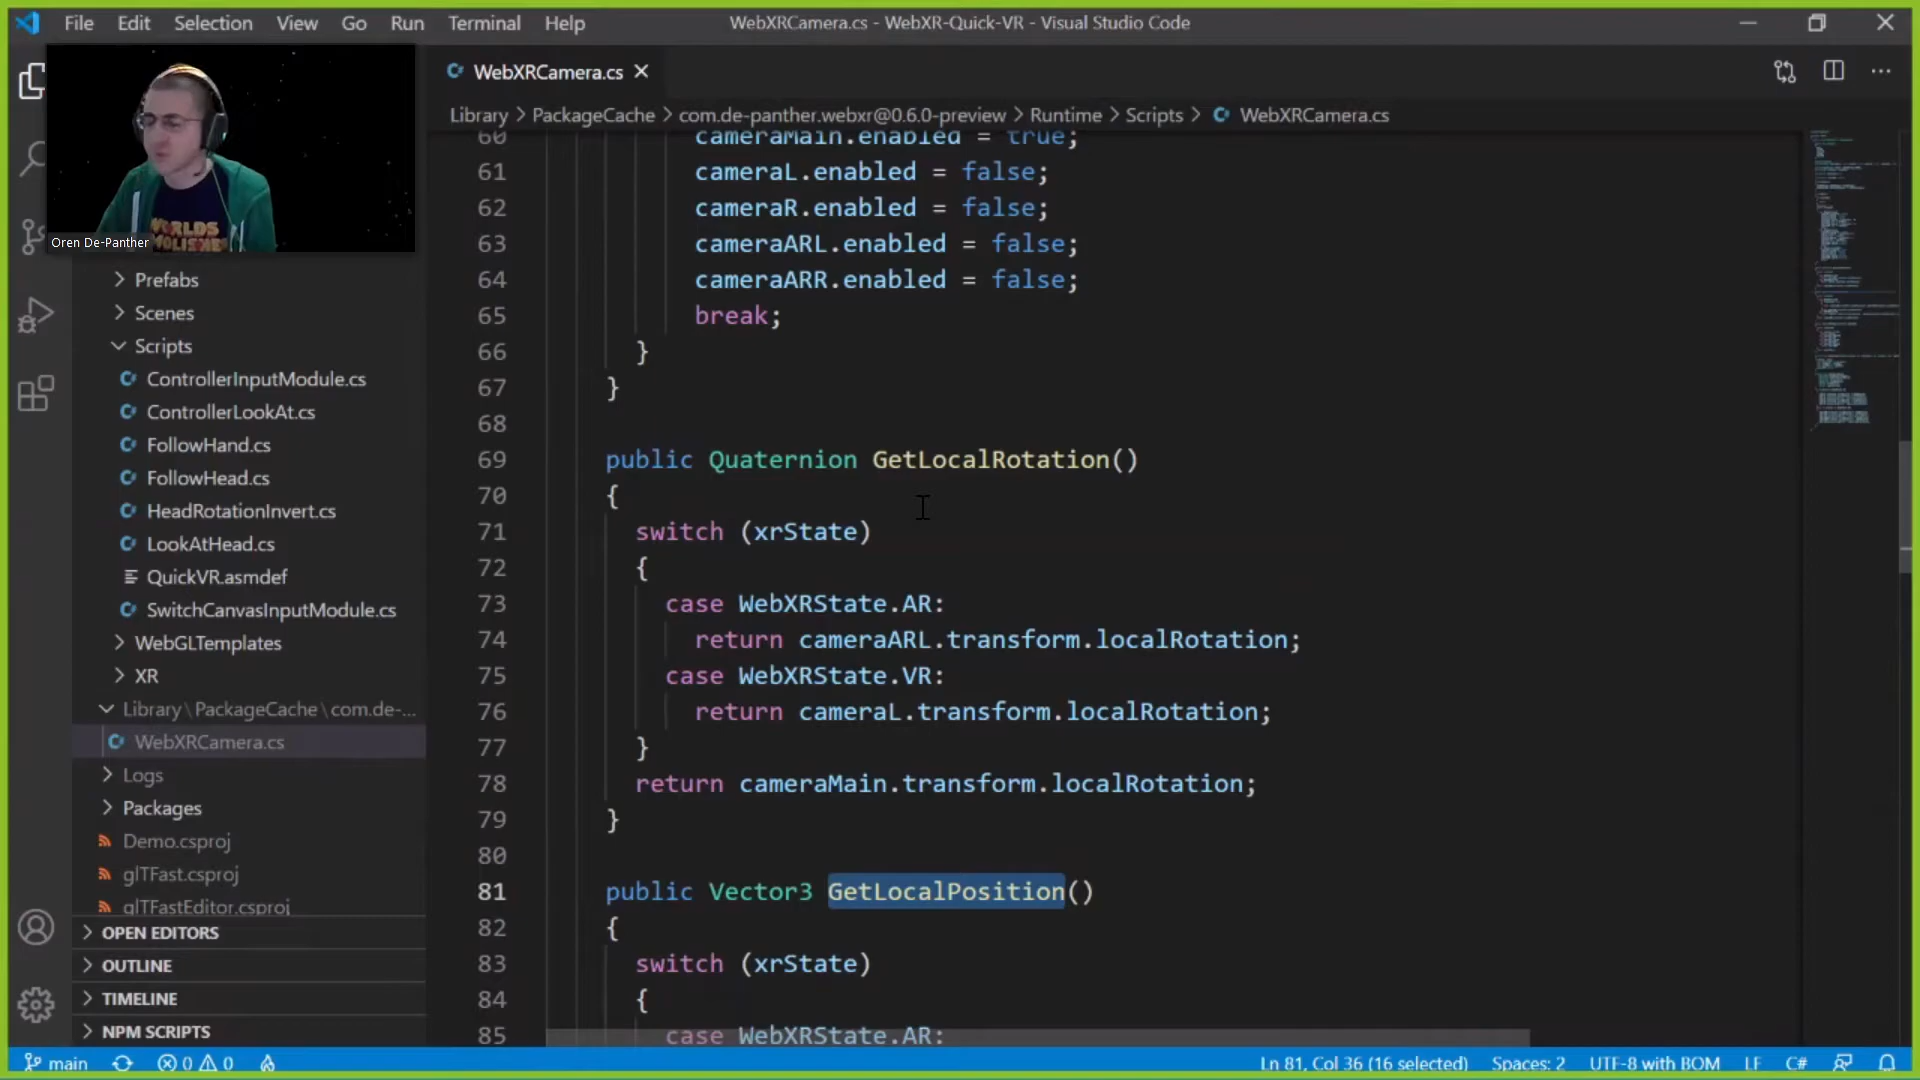 File Edit Selection View Go Run Terminal Help
WebXRCamera.cs - WebXR-Quick-VR - Visual Studio Code
WebXRCamera.cs
Library > PackageCache > com.de-panther.webxr@0.6.0-preview > Runtime > Scripts > WebXRCamera.cs
WORLDS
Oren De-Panther
Prefabs
Scenes
Scripts
ControllerInputModule.cs
ControllerLookAt.cs
FollowHand.cs
FollowHead.cs
HeadRotationInvert.cs
LookAtHead.cs
QuickVR.asmdef
SwitchCanvasInputModule.cs
WebGLTemplates
XR
Library\PackageCache\com.de-...
WebXRCamera.cs
Logs
Packages
Demo.csproj
glTFast.csproj
glTFastEditor.csproj
OPEN EDITORS
OUTLINE
TIMELINE
NPM SCRIPTS
60 cameraMain.enabled = true;
61 cameraL.enabled = false;
62 cameraR.enabled = false;
63 cameraARL.enabled = false;
64 cameraARR.enabled = false;
65 break;
66 }
67 }
68
69 public Quaternion GetLocalRotation()
70 {
71 switch (xrState)
72 {
73 case WebXRState.AR:
74 return cameraARL.transform.localRotation;
75 case WebXRState.VR:
76 return cameraL.transform.localRotation;
77 }
78 return cameraMain.transform.localRotation;
79 }
80
81 public Vector3 GetLocalPosition()
82 {
83 switch (xrState)
84 {
85 case WebXRState.AR:
main 0 0 Ln 81, Col 36 (16 selected) Spaces: 2 UTF-8 with BOM LF C#